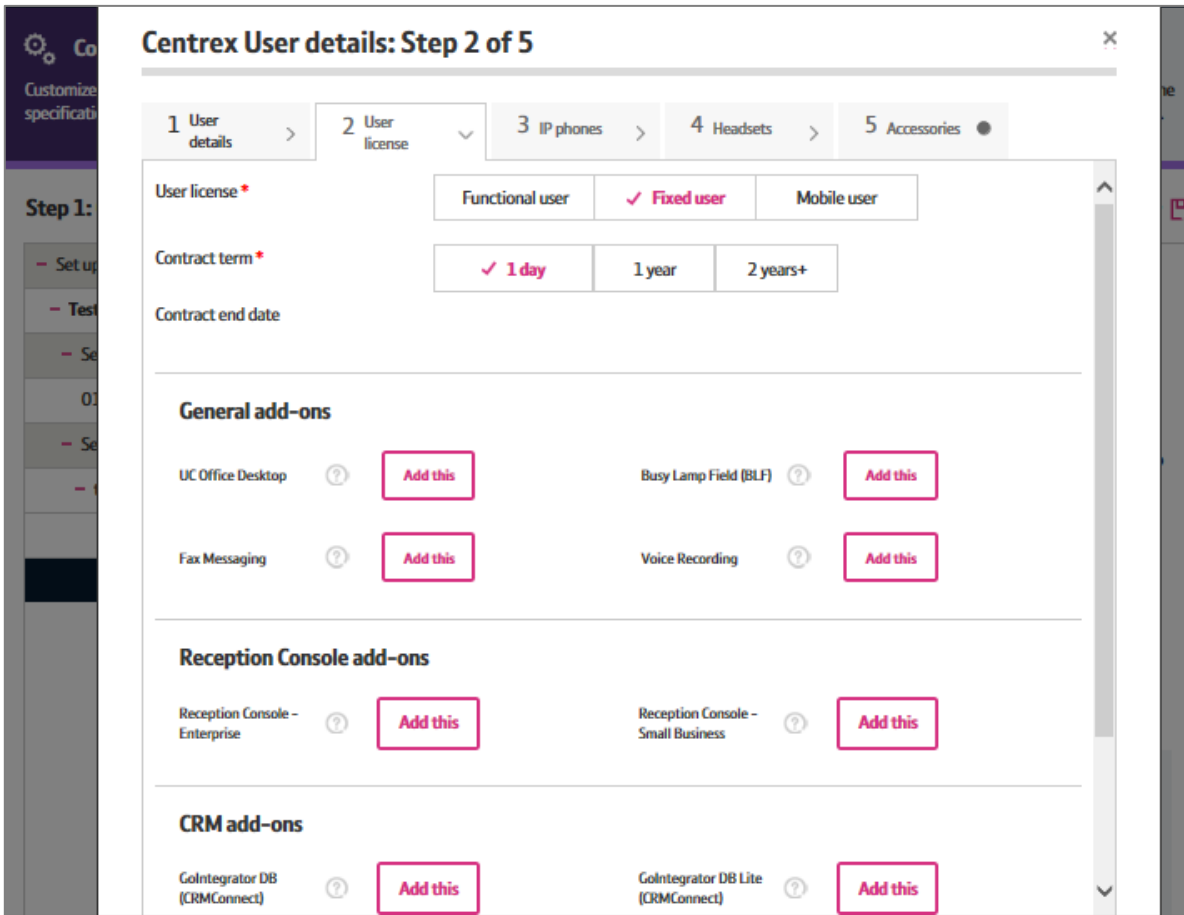 Co
Customize
specificati
Step 1:
Set up
Test
Se
01
Se
Centrex User details: Step 2 of 5
×
1 User details
2 User license
3 IP phones
4 Headsets
5 Accessories
User license *
Functional user
Fixed user
Mobile user
Contract term *
1 day
1 year
2 years+
Contract end date
General add-ons
UC Office Desktop
?
Add this
Busy Lamp Field (BLF)
?
Add this
Fax Messaging
?
Add this
Voice Recording
?
Add this
Reception Console add-ons
Reception Console –
Enterprise
?
Add this
Reception Console –
Small Business
?
Add this
CRM add-ons
GoIntegrator DB
(CRMConnect)
?
Add this
GoIntegrator DB Lite
(CRMConnect)
?
Add this